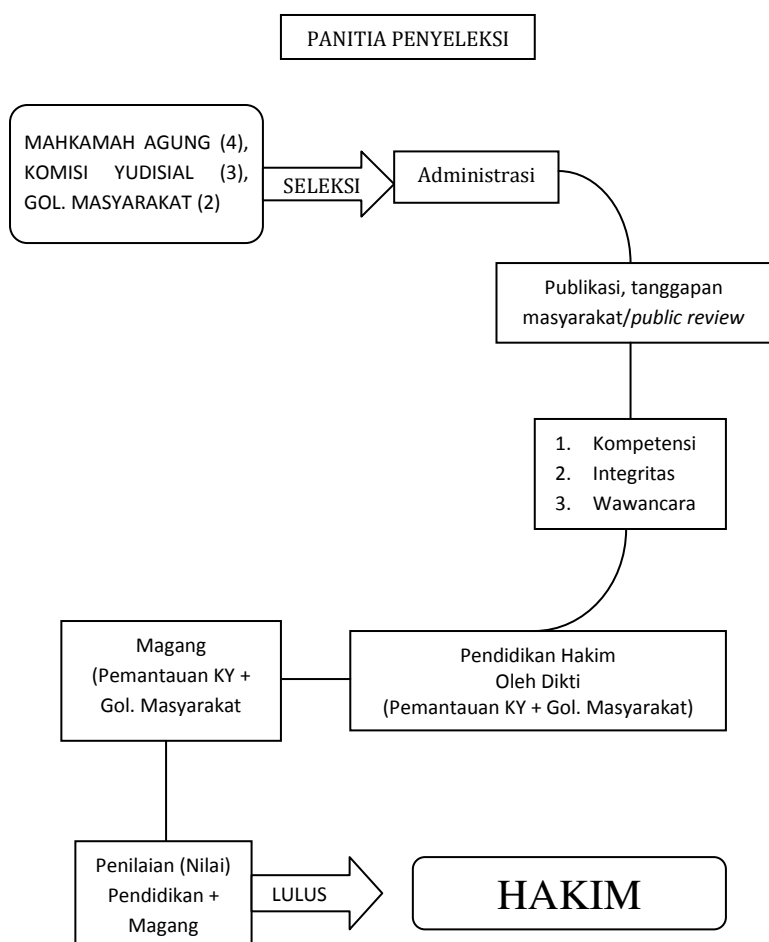 PANITIA PENYELEKSI
MAHKAMAH AGUNG (4),
KOMISI YUDISIAL (3),
GOL. MASYARAKAT (2)
SELEKSI
Administrasi
Publikasi, tanggapan
masyarakat/public review
1. Kompetensi
2. Integritas
3. Wawancara
Pendidikan Hakim
Oleh Dikti
(Pemantauan KY + Gol. Masyarakat)
Magang
(Pemantauan KY +
Gol. Masyarakat
Penilaian (Nilai)
Pendidikan +
Magang
LULUS
HAKIM